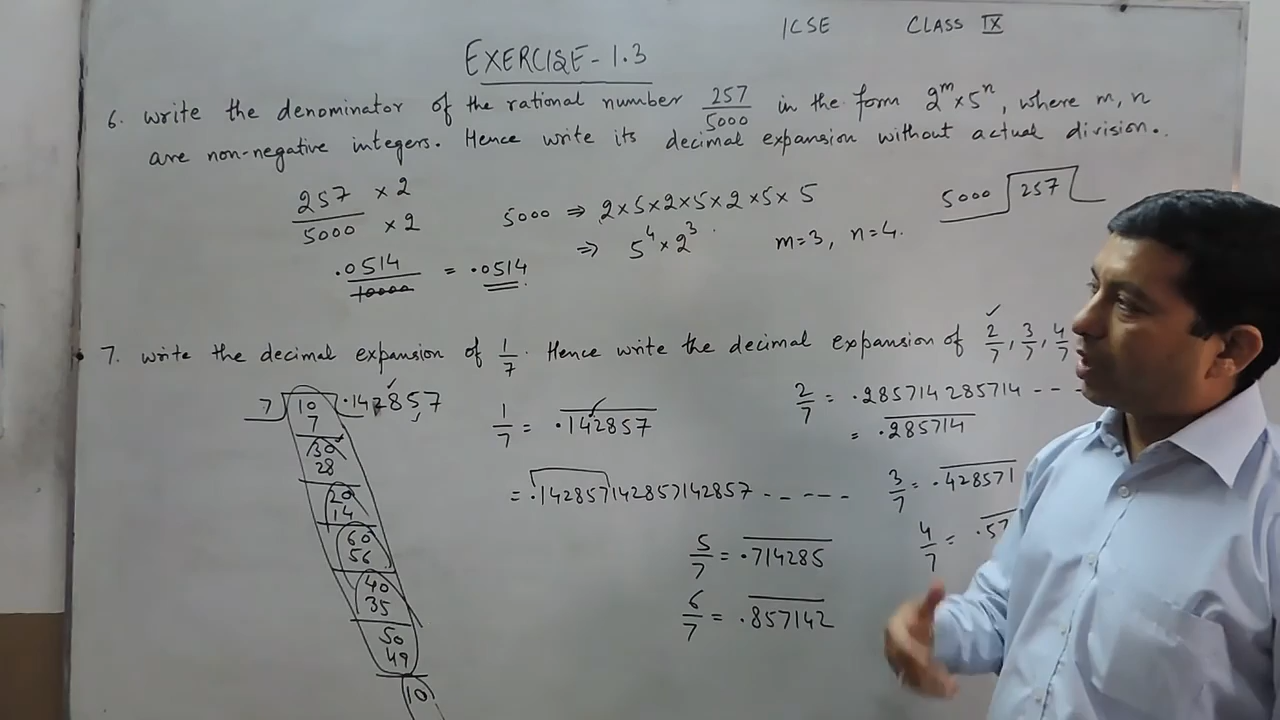 ICSE CLASS IX
EXERCISE - 1.3
6. Write the denominator of the rational number 257/5000 in the form 2^m × 5^n, where m, n
are non-negative integers. Hence write its decimal expansion without actual division.
257 × 2
5000 × 2
.0514/10000 = .0514
5000 ⇒ 2×5×2×5×2×5×5
⇒ 5^4 × 2^3 m=3, n=4.
5000 257
7. Write the decimal expansion of 1/7. Hence write the decimal expansion of 2/7, 3/7, 4/7
7 10 .142857
7
30
28
20
14
60
56
40
35
50
49
10
1/7 = .142857
= .142857142857142857 - - - - -
2/7 = .285714285714 - - -
= .285714
3/7 = .428571
4/7 = .57
5/7 = .714285
6/7 = .857142